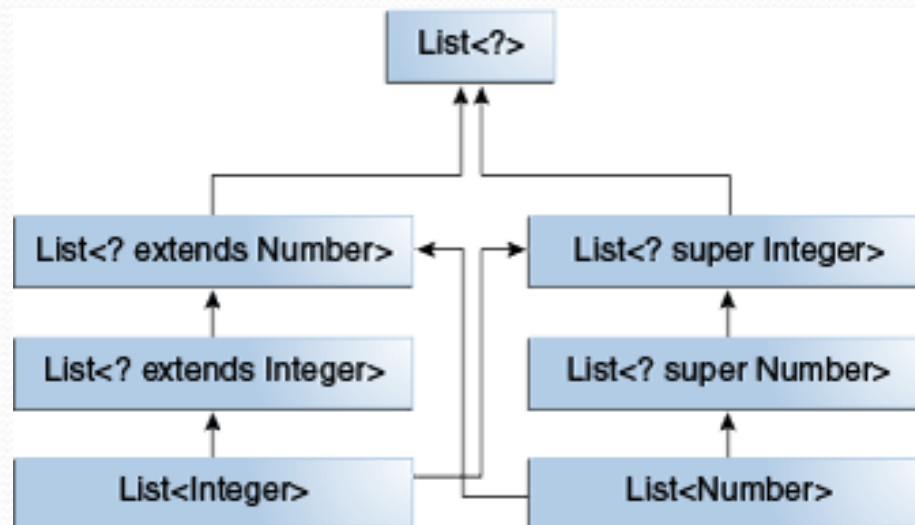 List<?>
List<? extends Number>
List<? super Integer>
List<? extends Integer>
List<? super Number>
List<Integer>
List<Number>